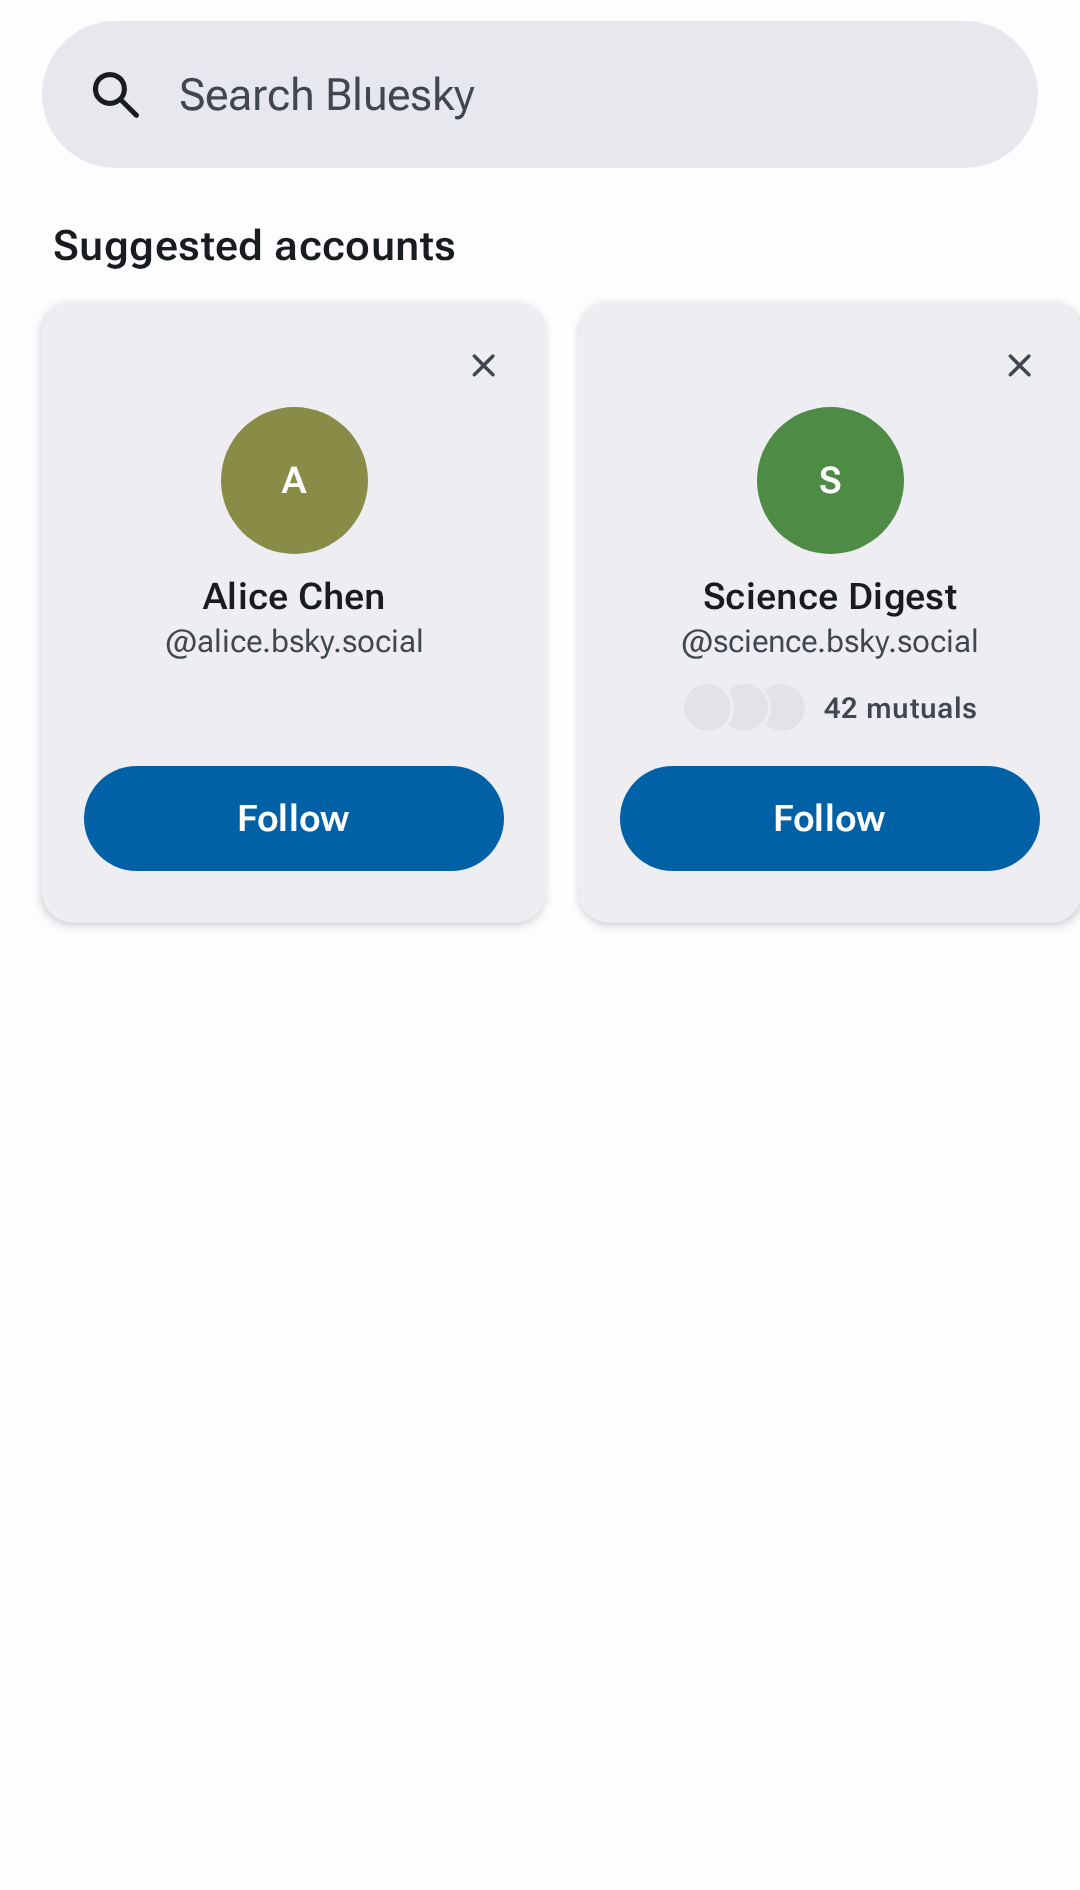 Search Bluesky
Suggested accounts
A
Alice Chen
@alice.bsky.social
Follow
S
Science Digest
@science.bsky.social
42 mutuals
Follow